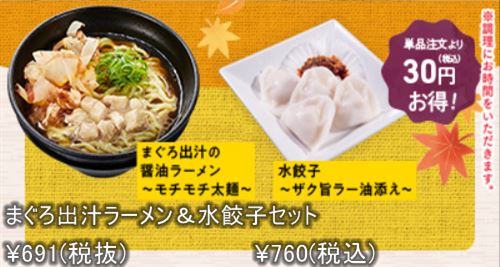 単品注文より
(税込)
30円
お得!
※調理にお時間をいただきます。
まぐろ出汁の
醤油ラーメン
~モチモチ太麺~
水餃子
~ザク旨ラー油添え~
まぐろ出汁ラーメン&水餃子セット
¥691(税抜)
¥760(税込)